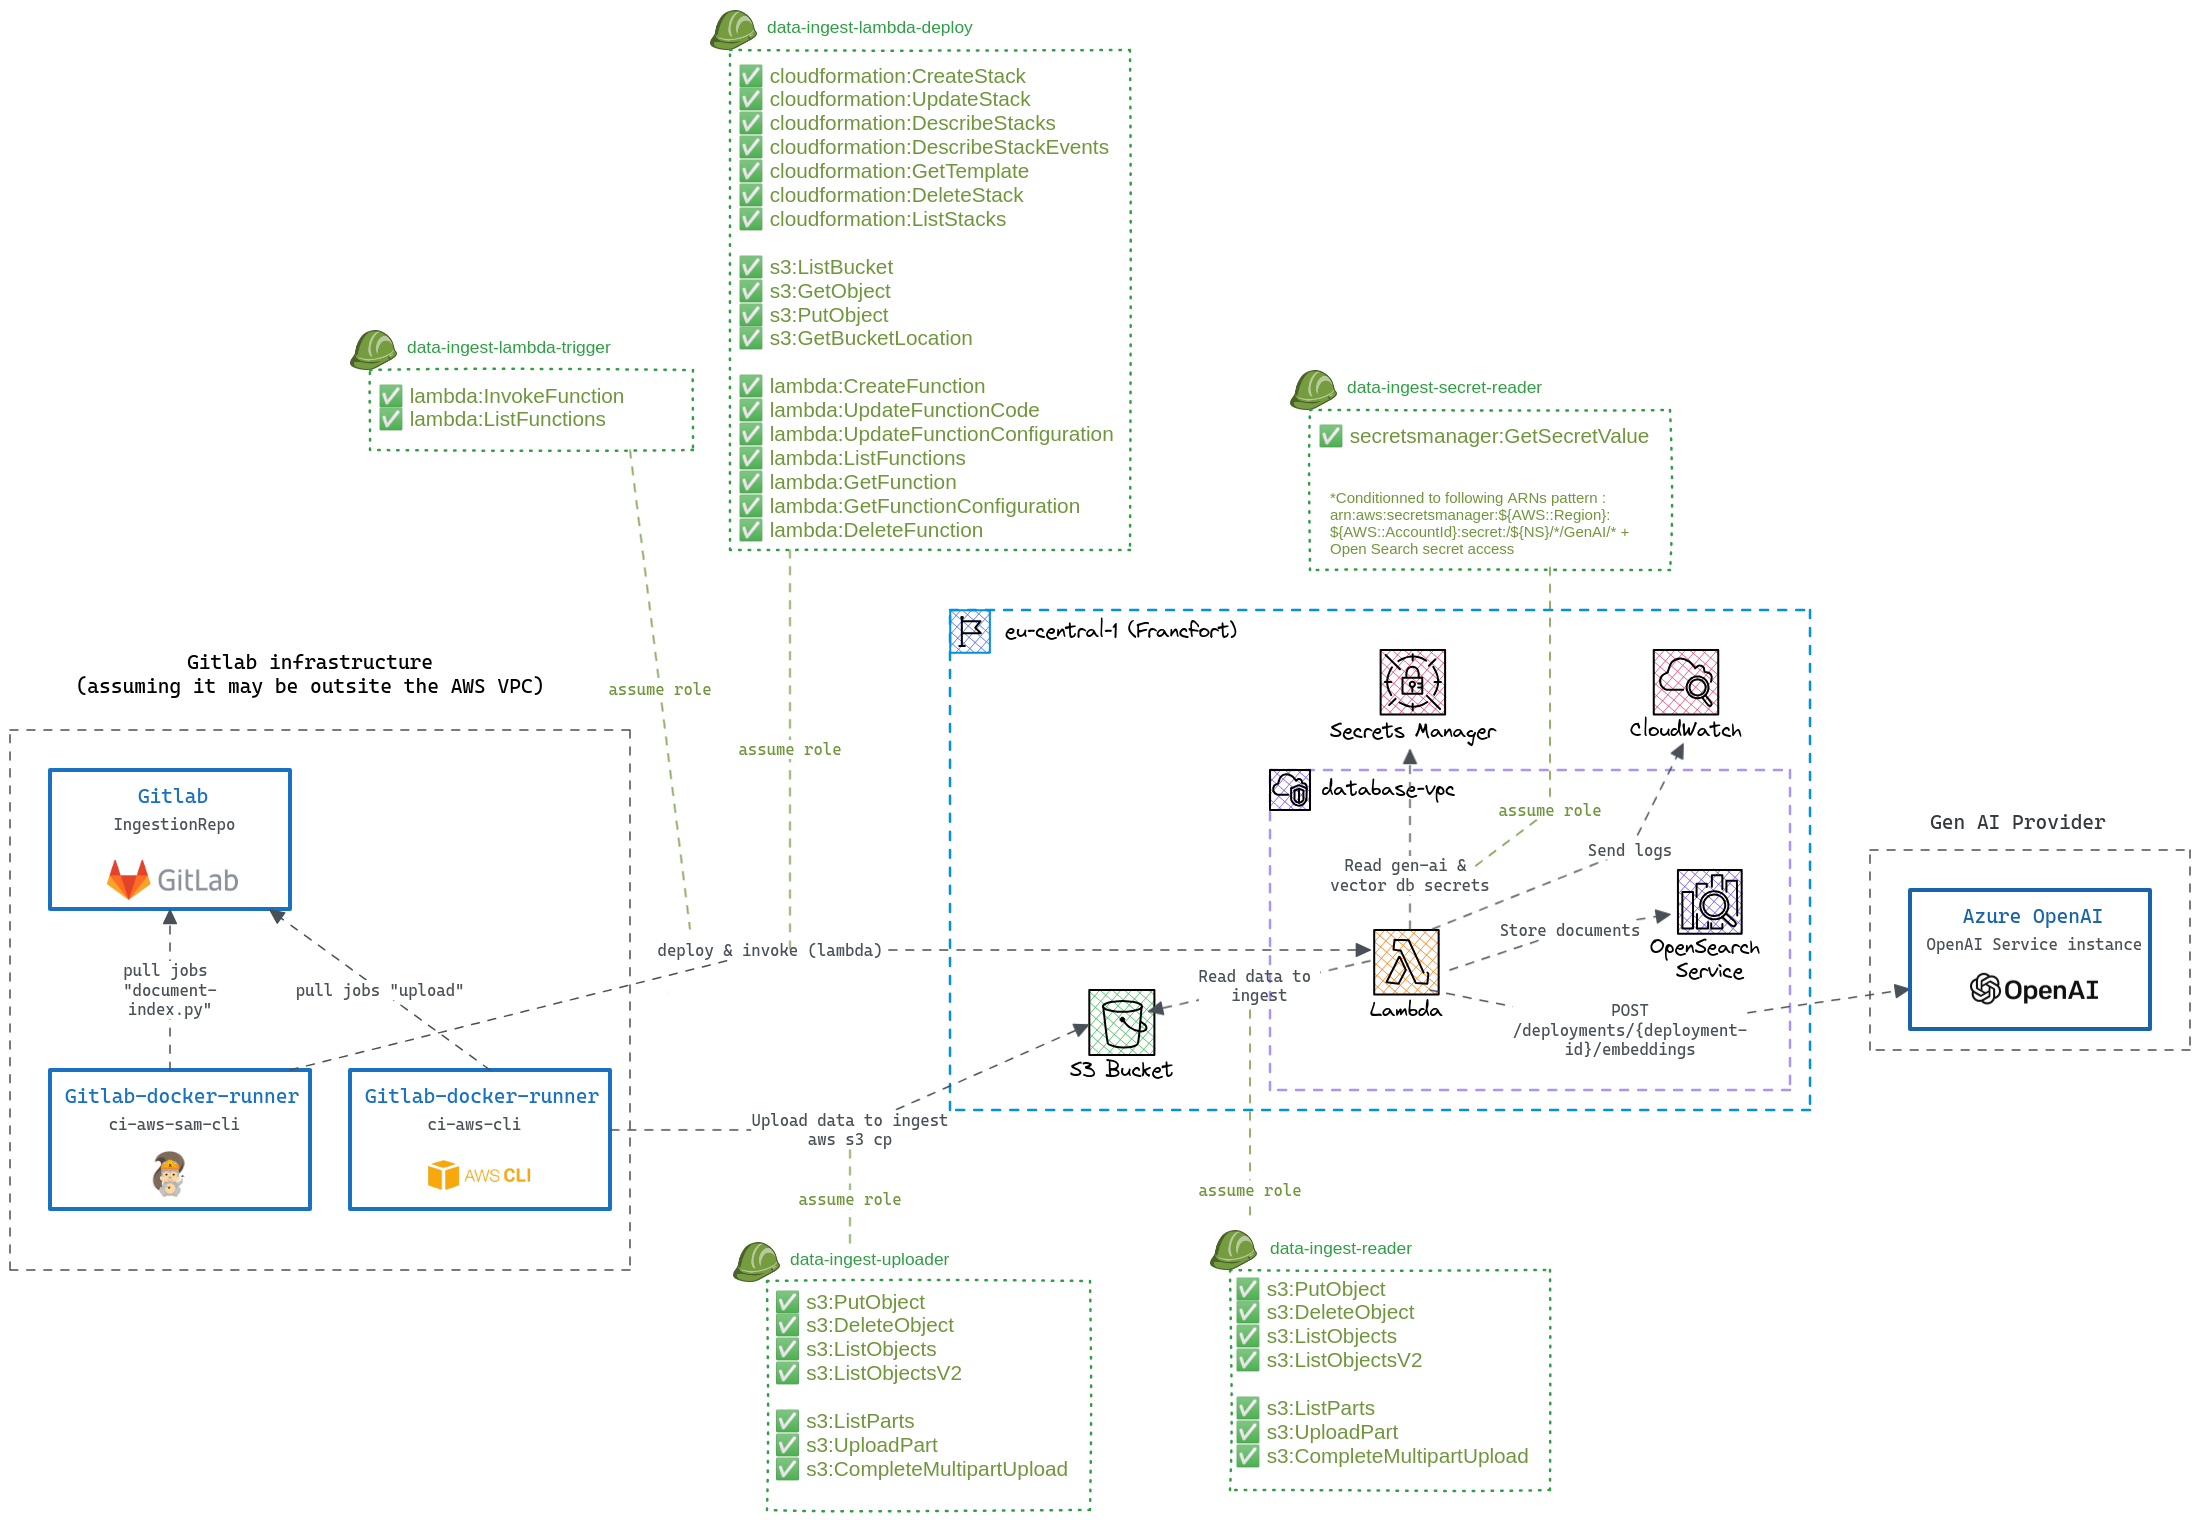 data-ingest-lambda-deploy
✅ cloudformation:CreateStack
✅ cloudformation:UpdateStack
✅ cloudformation:DescribeStacks
✅ cloudformation:DescribeStackEvents
✅ cloudformation:GetTemplate
✅ cloudformation:DeleteStack
✅ cloudformation:ListStacks
✅ s3:ListBucket
✅ s3:GetObject
✅ s3:PutObject
✅ s3:GetBucketLocation
✅ lambda:CreateFunction
✅ lambda:UpdateFunctionCode
✅ lambda:UpdateFunctionConfiguration
✅ lambda:ListFunctions
✅ lambda:GetFunction
✅ lambda:GetFunctionConfiguration
✅ lambda:DeleteFunction
data-ingest-lambda-trigger
✅ lambda:InvokeFunction
✅ lambda:ListFunctions
data-ingest-secret-reader
✅ secretsmanager:GetSecretValue
*Conditionned to following ARNs pattern :
arn:aws:secretsmanager:${AWS::Region}:
${AWS::AccountId}:secret:/${NS}/*/GenAI/* +
Open Search secret access
assume role
assume role
assume role
Gitlab infrastructure
(assuming it may be outsite the AWS VPC)
Gitlab
IngestionRepo
GitLab
pull jobs
"document-
index.py"
pull jobs "upload"
Gitlab-docker-runner
ci-aws-sam-cli
Gitlab-docker-runner
ci-aws-cli
AWS CLI
deploy & invoke (lambda)
Upload data to ingest
aws s3 cp
assume role
eu-central-1 (Francfort)
Secrets Manager
CloudWatch
database-vpc
Read gen-ai &
vector db secrets
Send logs
Store documents
OpenSearch
Service
Read data to
ingest
Lambda
S3 Bucket
POST
/deployments/{deployment-
id}/embeddings
Gen AI Provider
Azure OpenAI
OpenAI Service instance
OpenAI
assume role
data-ingest-uploader
✅ s3:PutObject
✅ s3:DeleteObject
✅ s3:ListObjects
✅ s3:ListObjectsV2
✅ s3:ListParts
✅ s3:UploadPart
✅ s3:CompleteMultipartUpload
data-ingest-reader
✅ s3:PutObject
✅ s3:DeleteObject
✅ s3:ListObjects
✅ s3:ListObjectsV2
✅ s3:ListParts
✅ s3:UploadPart
✅ s3:CompleteMultipartUpload